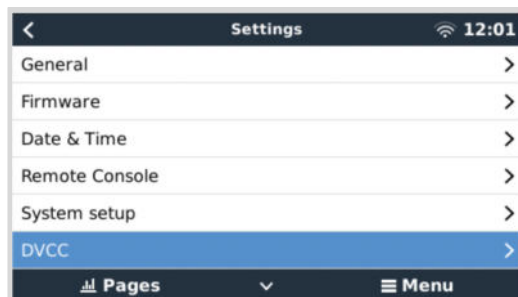 Settings 12:01
General
Firmware
Date & Time
Remote Console
System setup
DVCC
Pages Menu